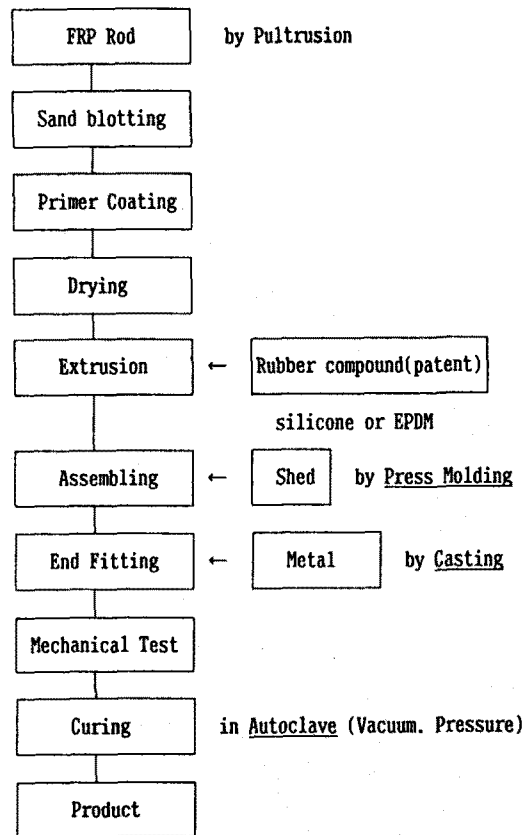 FRP Rod by Pultrusion
Sand blotting
Primer Coating
Drying
Extrusion ← Rubber compound(patent)
silicone or EPDM
Assembling ← Shed by Press Molding
End Fitting ← Metal by Casting
Mechanical Test
Curing in Autoclave (Vacuum. Pressure)
Product